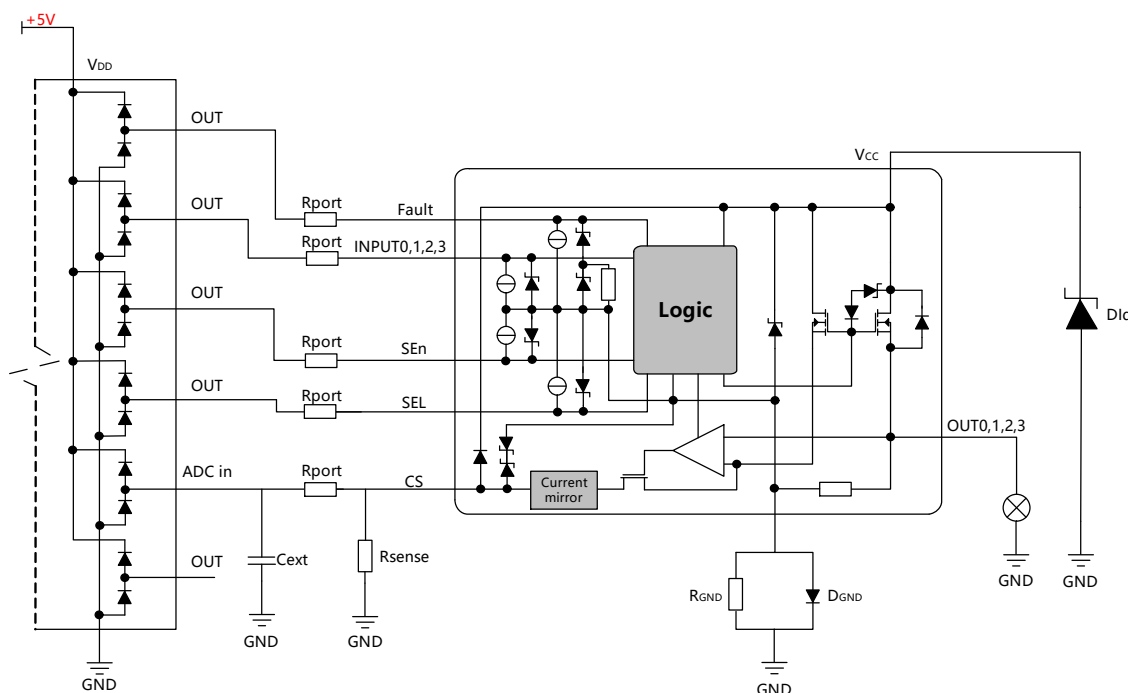 +5V
VDD
OUT
VCC
OUT
Rport
Fault
Rport
INPUT0,1,2,3
OUT
Logic
DId
Rport
SEn
OUT
Rport
SEL
OUT0,1,2,3
ADC in
Rport
CS
Current
mirror
OUT
Cext
Rsense
GND
GND
RGND
DGND
GND
GND
GND
GND
GND